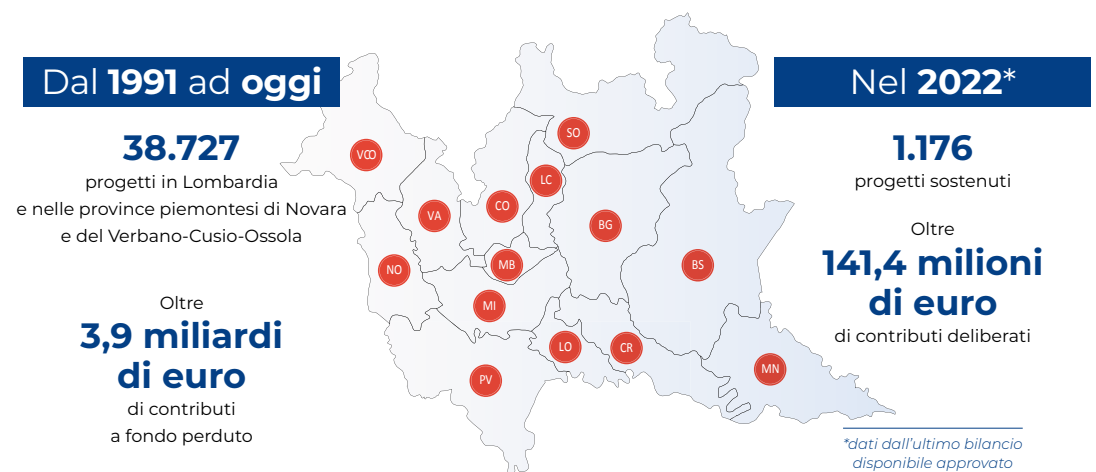 Dal 1991 ad oggi
38.727
progetti in Lombardia
e nelle province piemontesi di Novara
e del Verbano-Cusio-Ossola
Oltre
3,9 miliardi
di euro
di contributi
a fondo perduto
VCO
SO
LC
CO
VA
BG
MB
BS
NO
MI
LO
CR
MN
PV
Nel 2022*
1.176
progetti sostenuti
Oltre
141,4 milioni
di euro
di contributi deliberati
*dati dall’ultimo bilancio
disponibile approvato